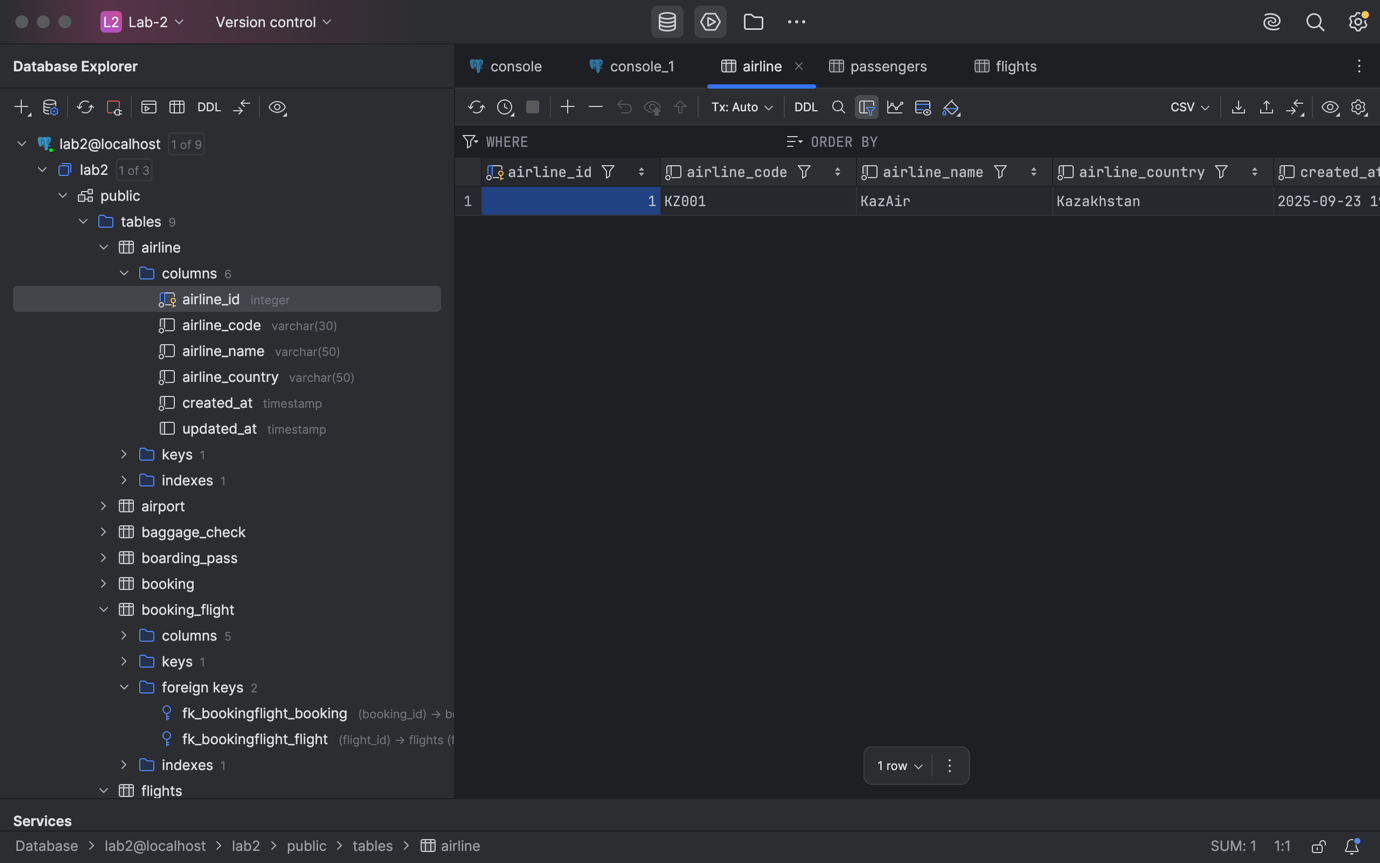 L2 Lab-2 Version control
Database Explorer
console console_1 airline passengers flights
DDL Tx: Auto DDL CSV
WHERE ORDER BY
lab2@localhost 1 of 9
lab2 1 of 3
public
tables 9
airline
columns 6
airline_id integer
airline_code varchar(30)
airline_name varchar(50)
airline_country varchar(50)
created_at timestamp
updated_at timestamp
keys 1
indexes 1
airport
baggage_check
boarding_pass
booking
booking_flight
columns 5
keys 1
foreign keys 2
fk_bookingflight_booking (booking_id) → bo
fk_bookingflight_flight (flight_id) → flights (f
indexes 1
flights
airline_id airline_code airline_name airline_country created_at
1 1 KZ001 KazAir Kazakhstan 2025-09-23 19
1 row
Services
Database > lab2@localhost > lab2 > public > tables > airline
SUM: 1 1:1